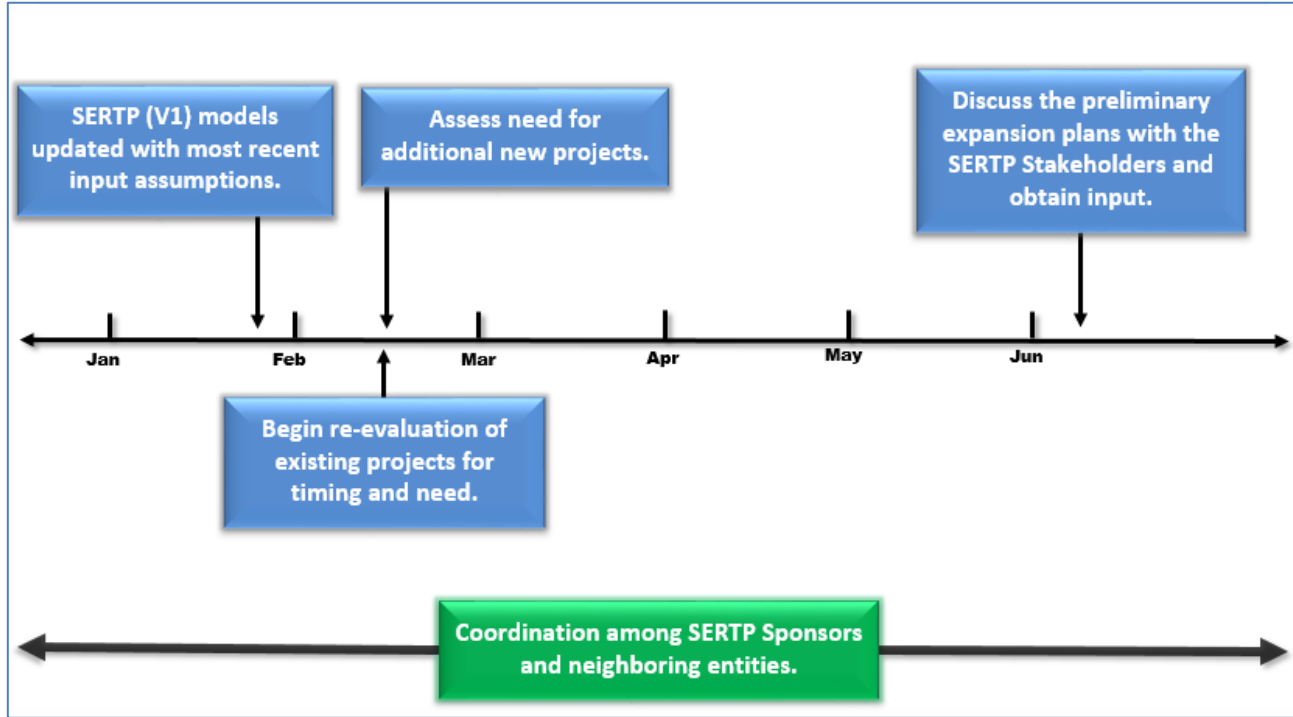 SERTP (V1) models
updated with most recent
input assumptions.
Assess need for
additional new projects.
Discuss the preliminary
expansion plans with the
SERTP Stakeholders and
obtain input.
Jan
Feb
Mar
Apr
May
Jun
Begin re-evaluation of
existing projects for
timing and need.
Coordination among SERTP Sponsors
and neighboring entities.